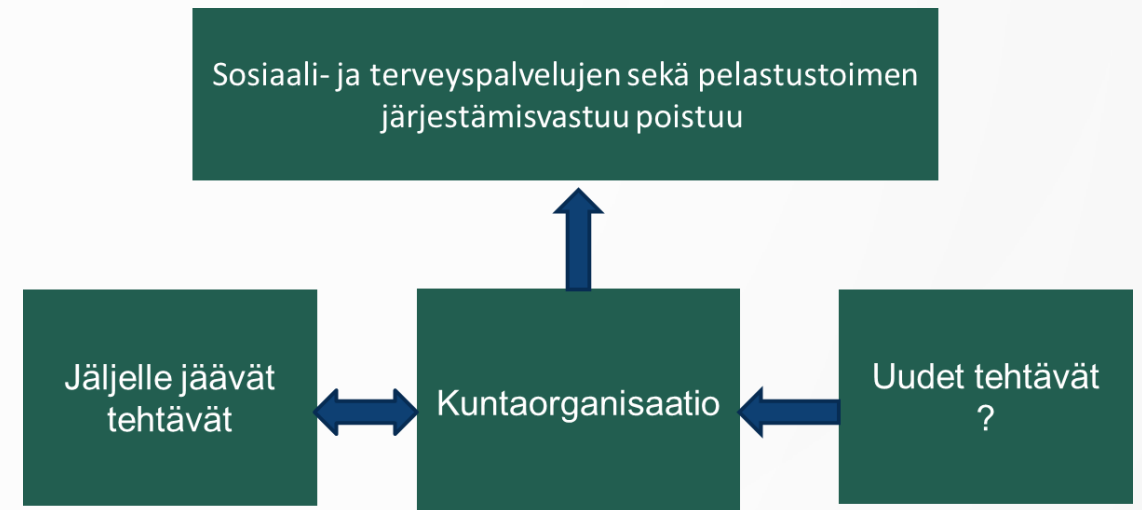 Sosiaali- ja terveyspalvelujen sekä pelastustoimen
järjestämisvastuu poistuu
Jäljelle jäävät
tehtävät
Kuntaorganisaatio
Uudet tehtävät
?